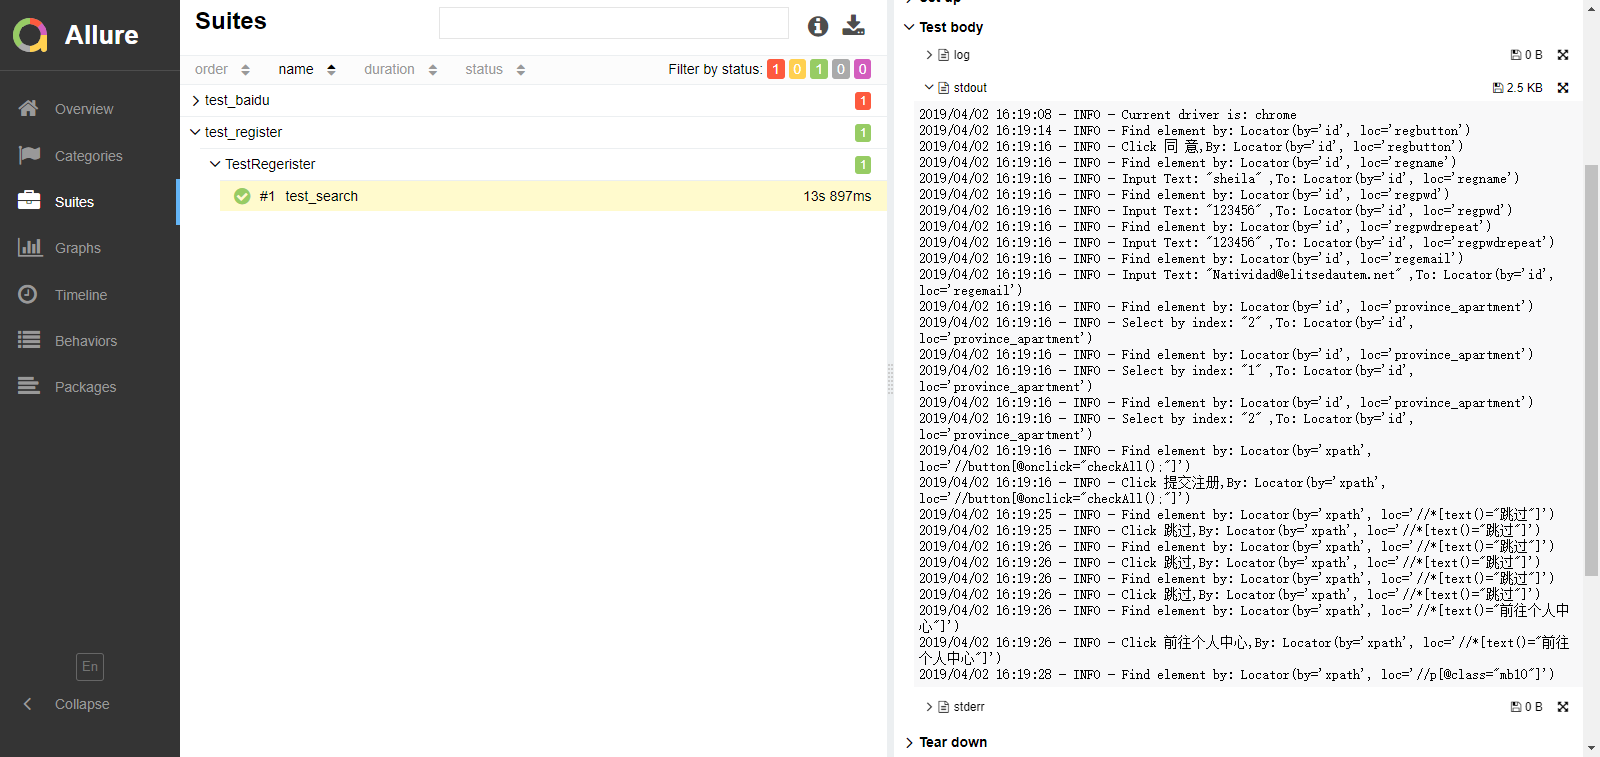 Allure
Overview
Categories
Suites
Graphs
Timeline
Behaviors
Packages
En
Collapse
Suites
order name duration status Filter by status: 1 0 1 0 0
test_baidu 1
test_register 1
TestRegerister 1
#1 test_search 13s 897ms
Set up
Test body
log 0 B
stdout 2.5 KB
2019/04/02 16:19:08 - INFO - Current driver is: chrome
2019/04/02 16:19:14 - INFO - Find element by: Locator(by='id', loc='regbutton')
2019/04/02 16:19:16 - INFO - Click 同 意,By: Locator(by='id', loc='regbutton')
2019/04/02 16:19:16 - INFO - Find element by: Locator(by='id', loc='regname')
2019/04/02 16:19:16 - INFO - Input Text: "sheila" ,To: Locator(by='id', loc='regname')
2019/04/02 16:19:16 - INFO - Find element by: Locator(by='id', loc='regpwd')
2019/04/02 16:19:16 - INFO - Input Text: "123456" ,To: Locator(by='id', loc='regpwd')
2019/04/02 16:19:16 - INFO - Find element by: Locator(by='id', loc='regpwdrepeat')
2019/04/02 16:19:16 - INFO - Input Text: "123456" ,To: Locator(by='id', loc='regpwdrepeat')
2019/04/02 16:19:16 - INFO - Find element by: Locator(by='id', loc='regemail')
2019/04/02 16:19:16 - INFO - Input Text: "Natividad@elitsedautem.net" ,To: Locator(by='id',
loc='regemail')
2019/04/02 16:19:16 - INFO - Find element by: Locator(by='id', loc='province_apartment')
2019/04/02 16:19:16 - INFO - Select by index: "2" ,To: Locator(by='id',
loc='province_apartment')
2019/04/02 16:19:16 - INFO - Find element by: Locator(by='id', loc='province_apartment')
2019/04/02 16:19:16 - INFO - Select by index: "1" ,To: Locator(by='id',
loc='province_apartment')
2019/04/02 16:19:16 - INFO - Find element by: Locator(by='id', loc='province_apartment')
2019/04/02 16:19:16 - INFO - Select by index: "2" ,To: Locator(by='id',
loc='province_apartment')
2019/04/02 16:19:16 - INFO - Find element by: Locator(by='xpath',
loc='//button[@onclick="checkAll();"]')
2019/04/02 16:19:16 - INFO - Click 提交注册,By: Locator(by='xpath',
loc='//button[@onclick="checkAll();"]')
2019/04/02 16:19:25 - INFO - Find element by: Locator(by='xpath', loc='//*[text()="跳过"]')
2019/04/02 16:19:25 - INFO - Click 跳过,By: Locator(by='xpath', loc='//*[text()="跳过"]')
2019/04/02 16:19:26 - INFO - Find element by: Locator(by='xpath', loc='//*[text()="跳过"]')
2019/04/02 16:19:26 - INFO - Click 跳过,By: Locator(by='xpath', loc='//*[text()="跳过"]')
2019/04/02 16:19:26 - INFO - Find element by: Locator(by='xpath', loc='//*[text()="跳过"]')
2019/04/02 16:19:26 - INFO - Click 跳过,By: Locator(by='xpath', loc='//*[text()="跳过"]')
2019/04/02 16:19:26 - INFO - Find element by: Locator(by='xpath', loc='//*[text()="前往个人中
心"]')
2019/04/02 16:19:26 - INFO - Click 前往个人中心,By: Locator(by='xpath', loc='//*[text()="前往
个人中心"]')
2019/04/02 16:19:28 - INFO - Find element by: Locator(by='xpath', loc='//p[@class="mb10"]')
stderr 0 B
Tear down